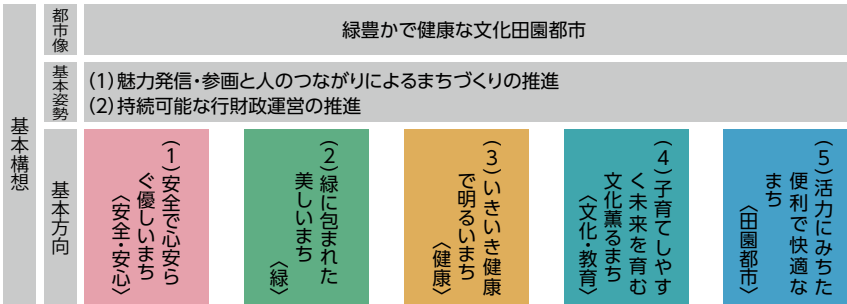 基本構想
都市像
緑豊かで健康な文化田園都市
基本姿勢
(1)魅力発信・参画と人のつながりによるまちづくりの推進
(2)持続可能な行財政運営の推進
基本方向
(1)安全で心安ら
ぐ優しいまち
〈安全・安心〉
(2)緑に包まれた
美しいまち
〈緑〉
(3)いきいき健康
で明るいまち
〈健康〉
(4)子育てしやす
く未来を育む
文化薫るまち
〈文化・教育〉
(5)活力にみちた
便利で快適な
まち
〈田園都市〉